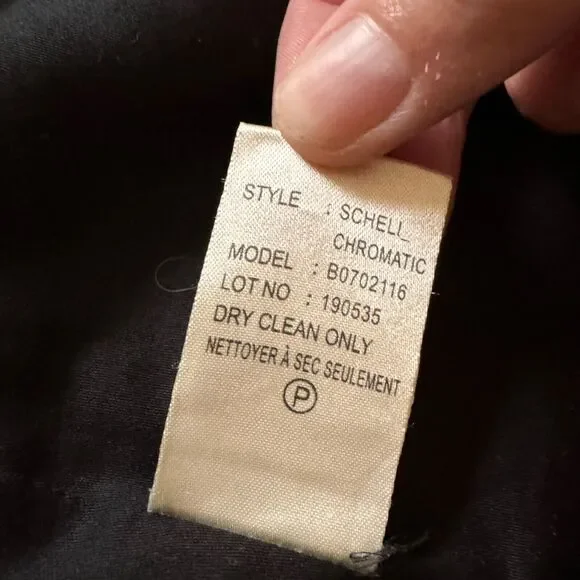 STYLE : SCHELL_
CHROMATIC
MODEL : B0702116
LOT NO : 190535
DRY CLEAN ONLY
NETTOYER À SEC SEULEMENT
P